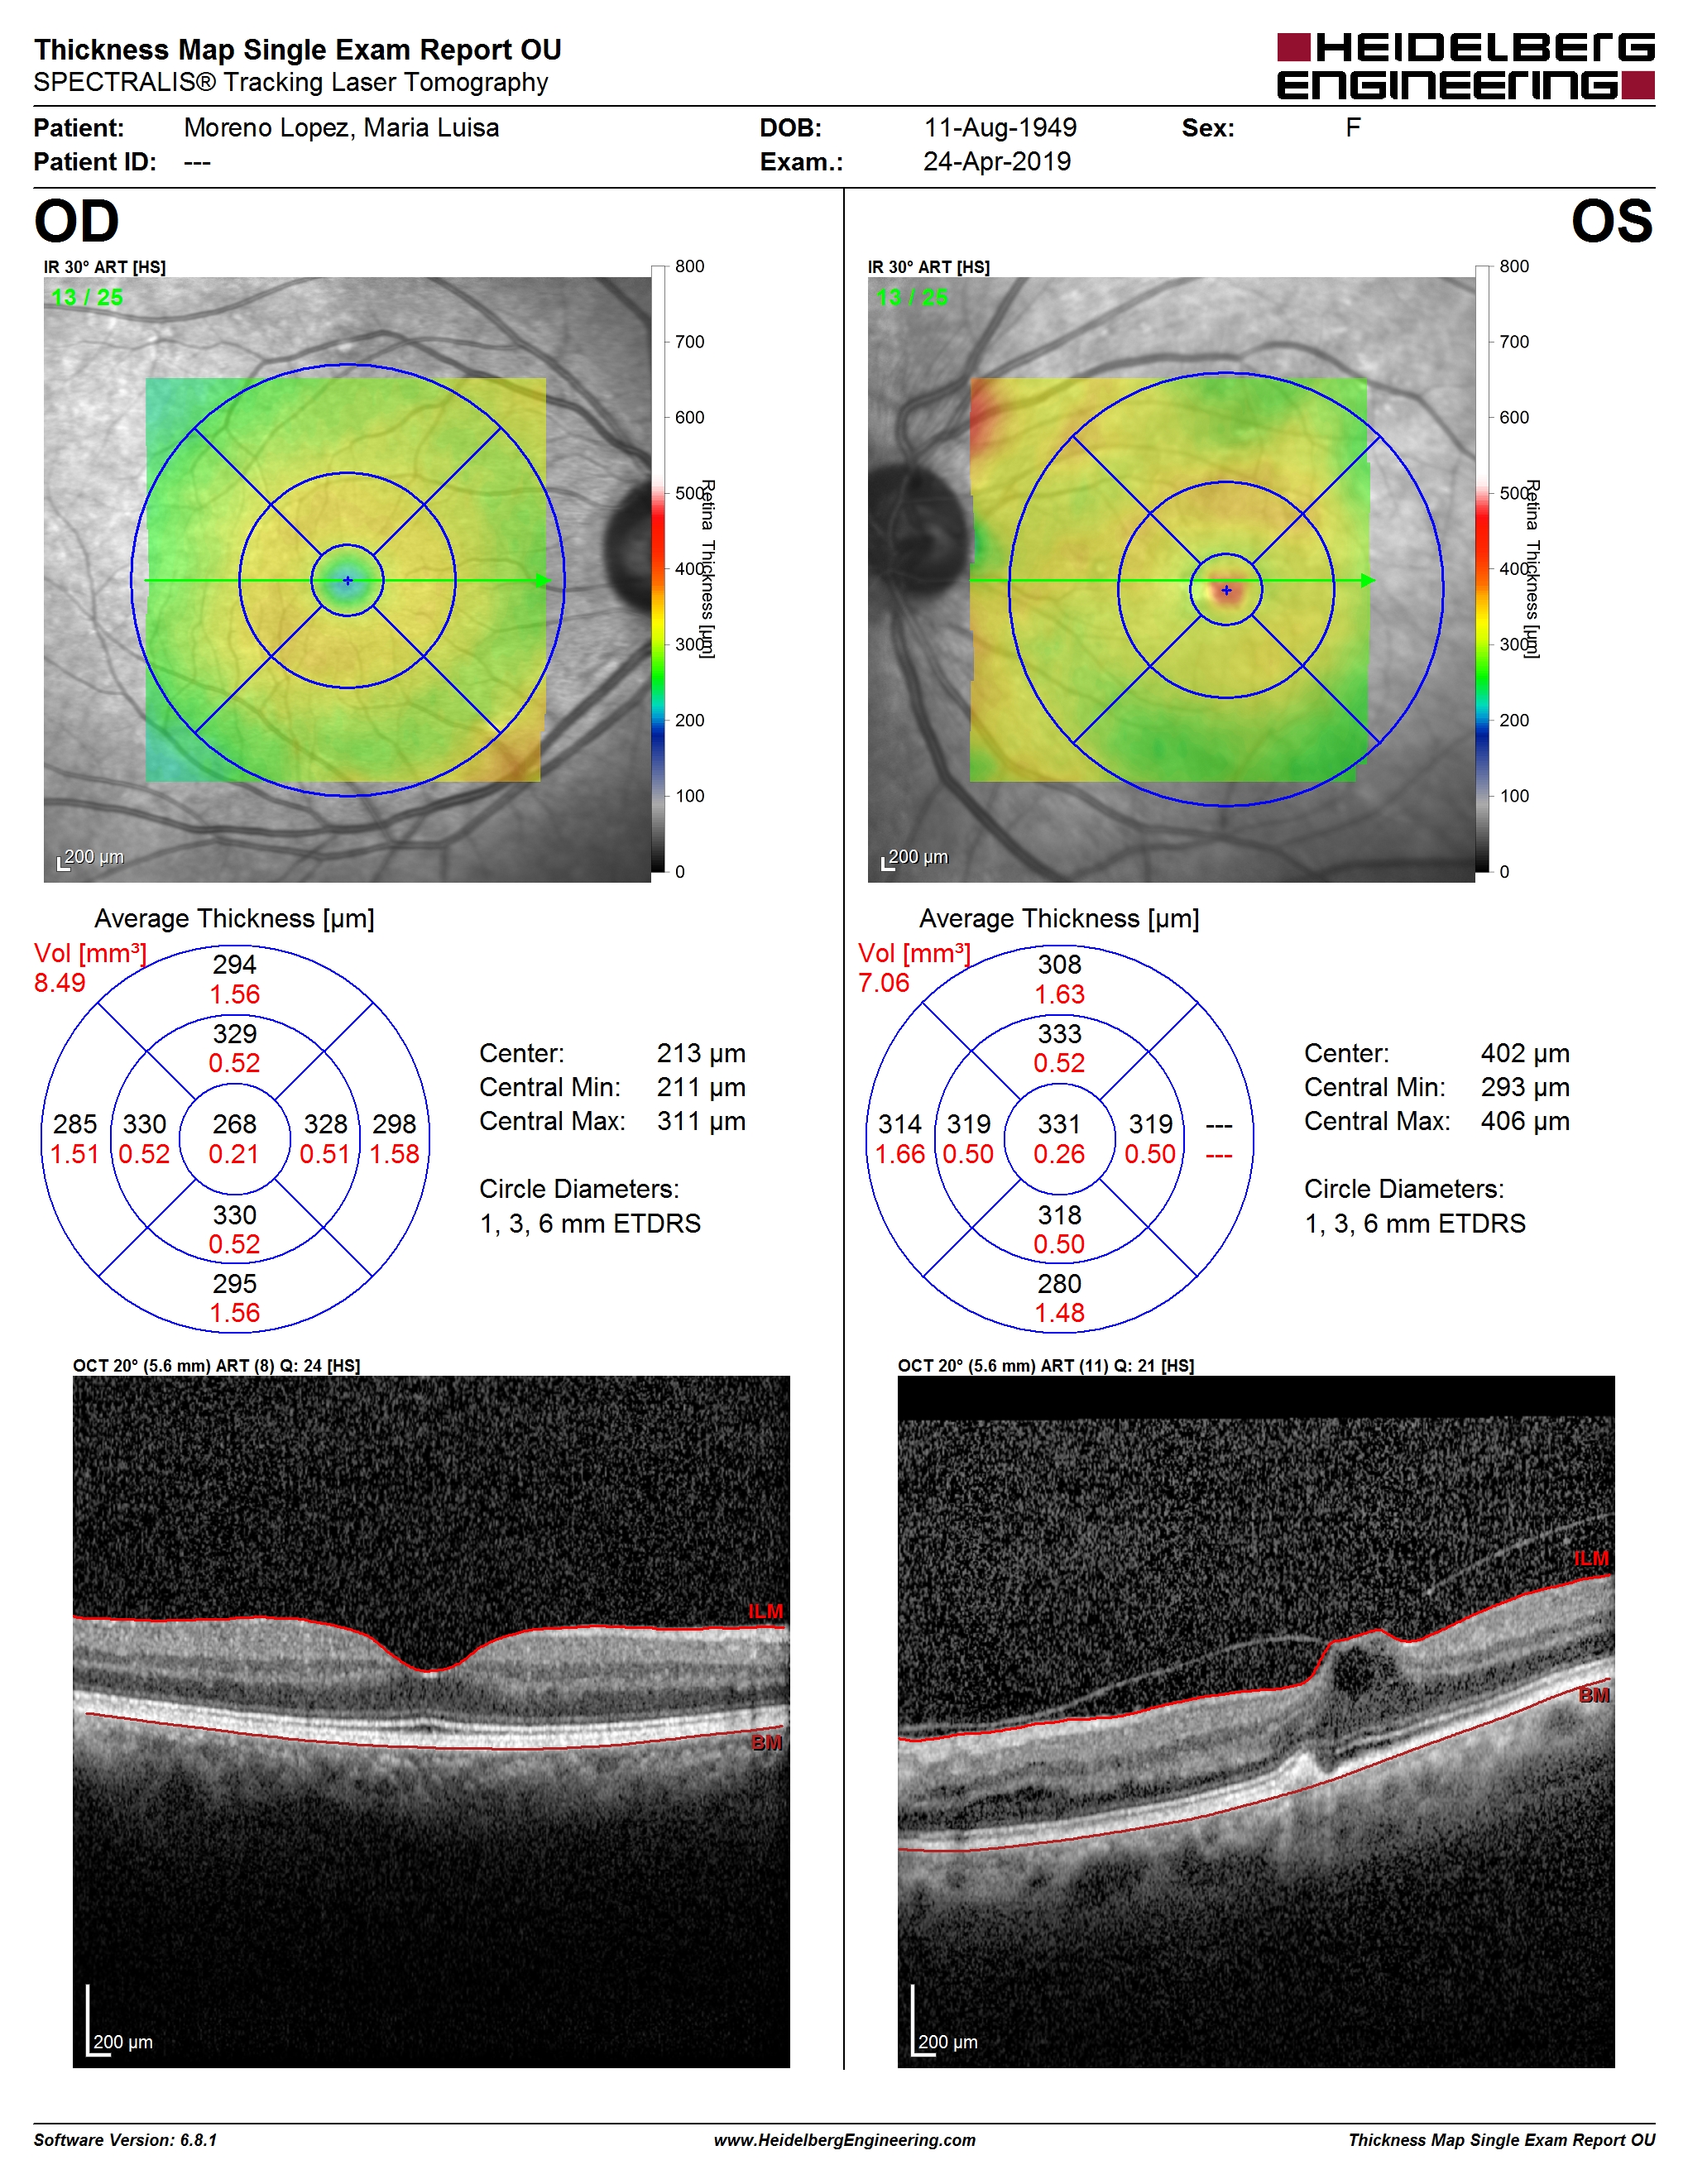 Thickness Map Single Exam Report OU
SPECTRALIS® Tracking Laser Tomography
HEIDELBERG
ENGINEERING
Patient: Moreno Lopez, Maria Luisa DOB: 11-Aug-1949 Sex: F
Patient ID: --- Exam.: 24-Apr-2019
OD
IR 30° ART [HS]
13 / 25
800
700
600
500
400
300
200
100
0
Retina Thickness [µm]
200 µm
Average Thickness [µm]
Vol [mm³]
8.49
294
1.56
329
0.52
285 330 268 328 298
1.51 0.52 0.21 0.51 1.58
330
0.52
295
1.56
Center: 213 µm
Central Min: 211 µm
Central Max: 311 µm
Circle Diameters:
1, 3, 6 mm ETDRS
OCT 20° (5.6 mm) ART (8) Q: 24 [HS]
ILM
BM
200 µm
OS
IR 30° ART [HS]
13 / 25
800
700
600
500
400
300
200
100
0
Retina Thickness [µm]
200 µm
Average Thickness [µm]
Vol [mm³]
7.06
308
1.63
333
0.52
314 319 331 319 ---
1.66 0.50 0.26 0.50 ---
318
0.50
280
1.48
Center: 402 µm
Central Min: 293 µm
Central Max: 406 µm
Circle Diameters:
1, 3, 6 mm ETDRS
OCT 20° (5.6 mm) ART (11) Q: 21 [HS]
ILM
BM
200 µm
Software Version: 6.8.1 www.HeidelbergEngineering.com Thickness Map Single Exam Report OU